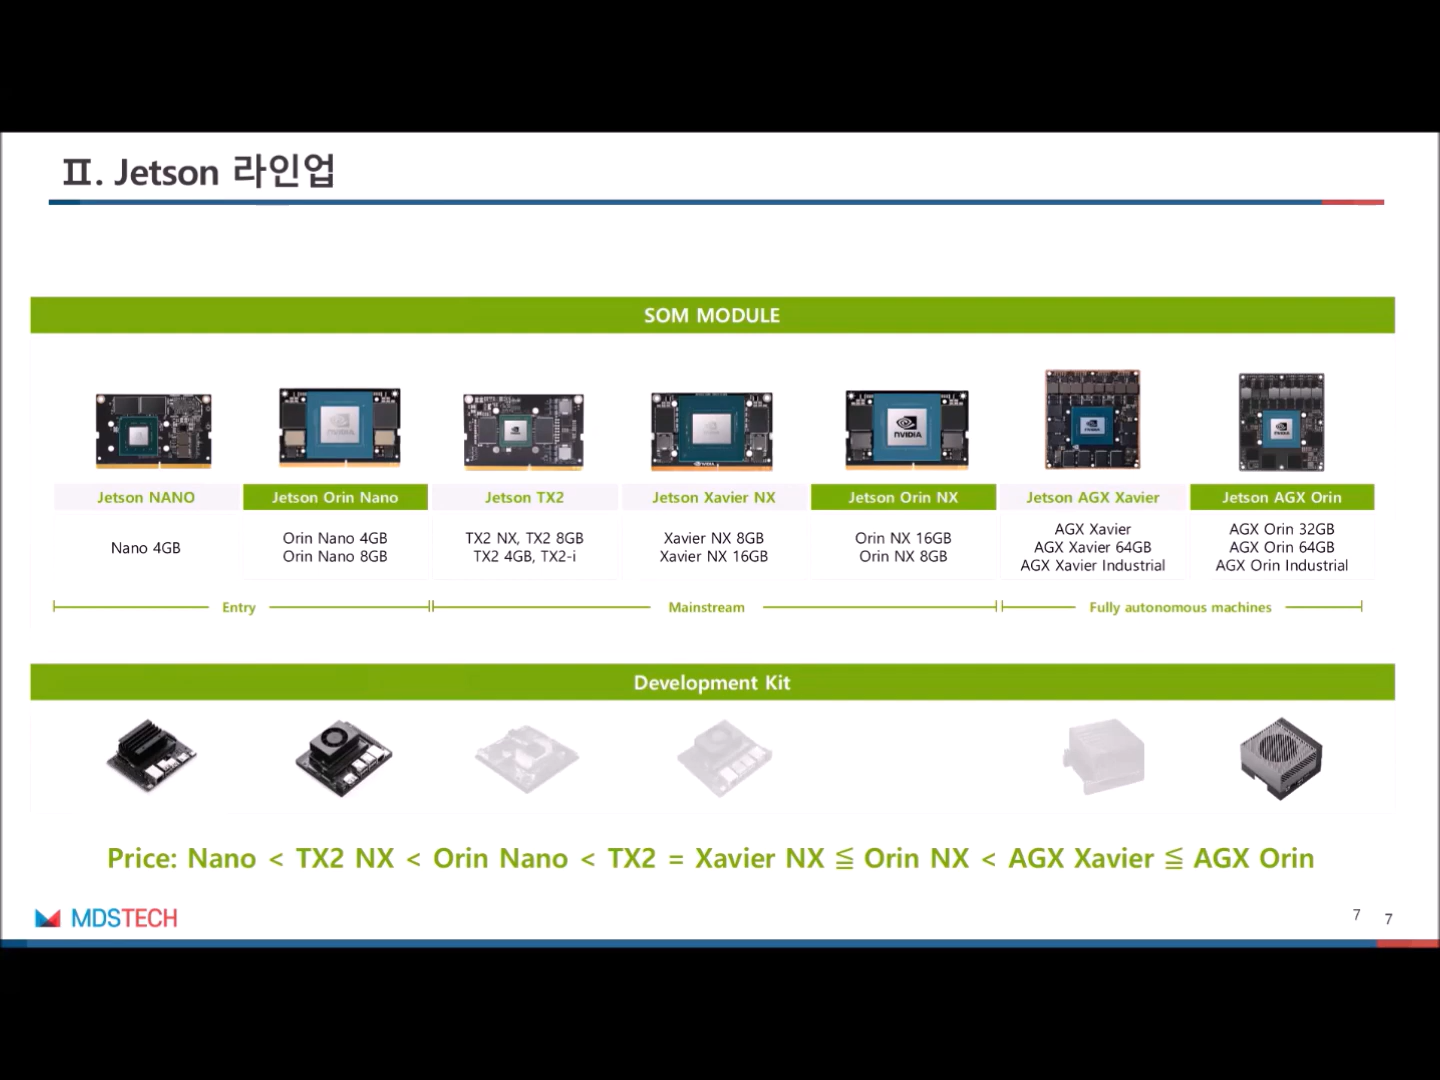 Ⅱ. Jetson 라인업
SOM MODULE
NVIDIA
NVIDIA
Jetson NANO
Jetson Orin Nano
Jetson TX2
Jetson Xavier NX
Jetson Orin NX
Jetson AGX Xavier
Jetson AGX Orin
Nano 4GB
Orin Nano 4GB
Orin Nano 8GB
TX2 NX, TX2 8GB
TX2 4GB, TX2-i
Xavier NX 8GB
Xavier NX 16GB
Orin NX 16GB
Orin NX 8GB
AGX Xavier
AGX Xavier 64GB
AGX Xavier Industrial
AGX Orin 32GB
AGX Orin 64GB
AGX Orin Industrial
Entry
Mainstream
Fully autonomous machines
Development Kit
Price: Nano < TX2 NX < Orin Nano < TX2 = Xavier NX ≦ Orin NX < AGX Xavier ≦ AGX Orin
MDSTECH
7
7